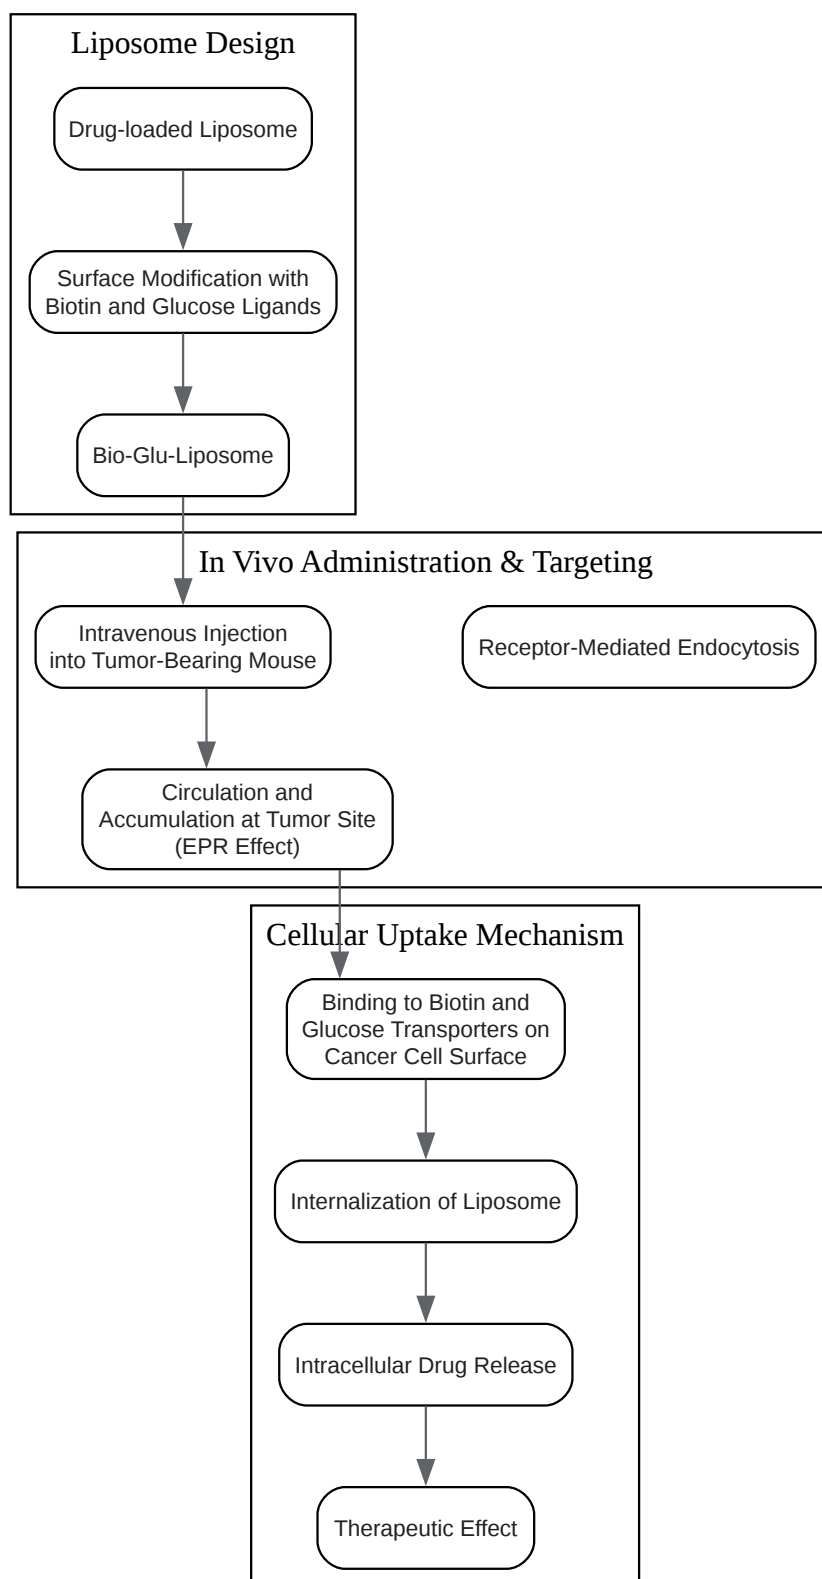 Liposome Design
Drug-loaded Liposome
Surface Modification with
Biotin and Glucose Ligands
Bio-Glu-Liposome
In Vivo Administration & Targeting
Intravenous Injection
into Tumor-Bearing Mouse
Receptor-Mediated Endocytosis
Circulation and
Accumulation at Tumor Site
(EPR Effect)
Cellular Uptake Mechanism
Binding to Biotin and
Glucose Transporters on
Cancer Cell Surface
Internalization of Liposome
Intracellular Drug Release
Therapeutic Effect